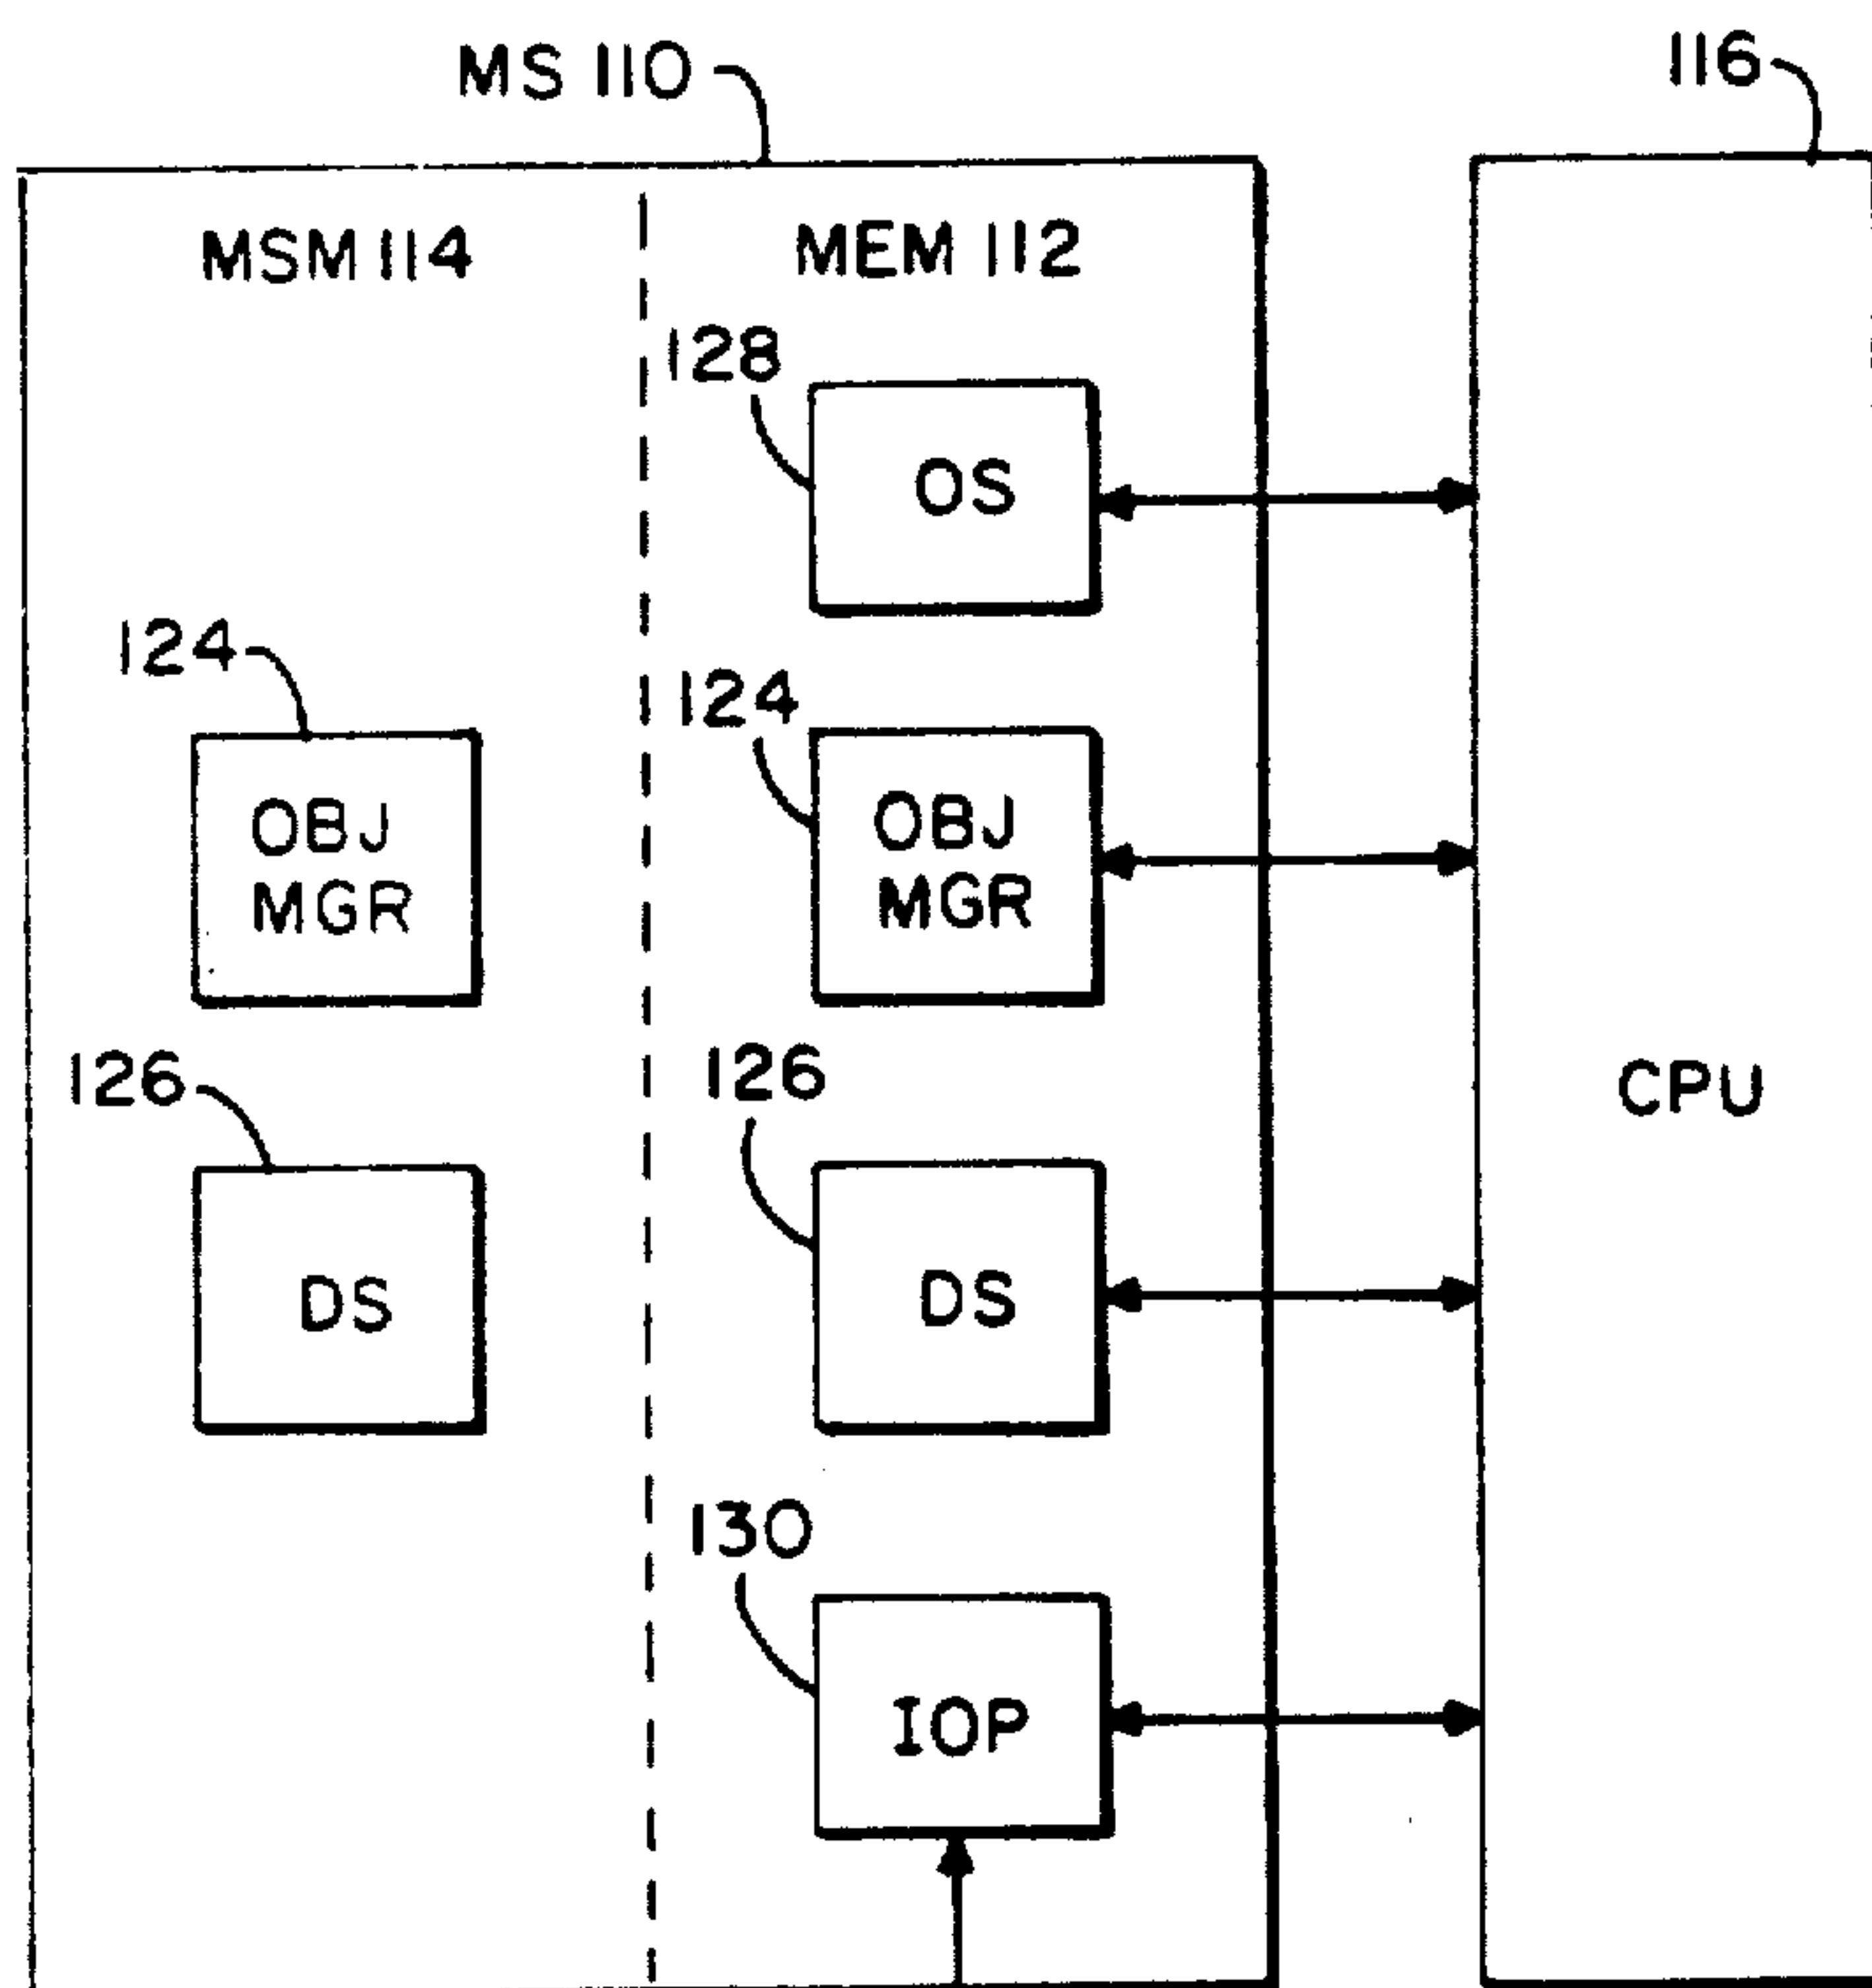 MS 110
116
MSM 114
MEM 112
128
OS
124
124
OBJ
MGR
OBJ
MGR
126
126
CPU
DS
DS
130
IOP